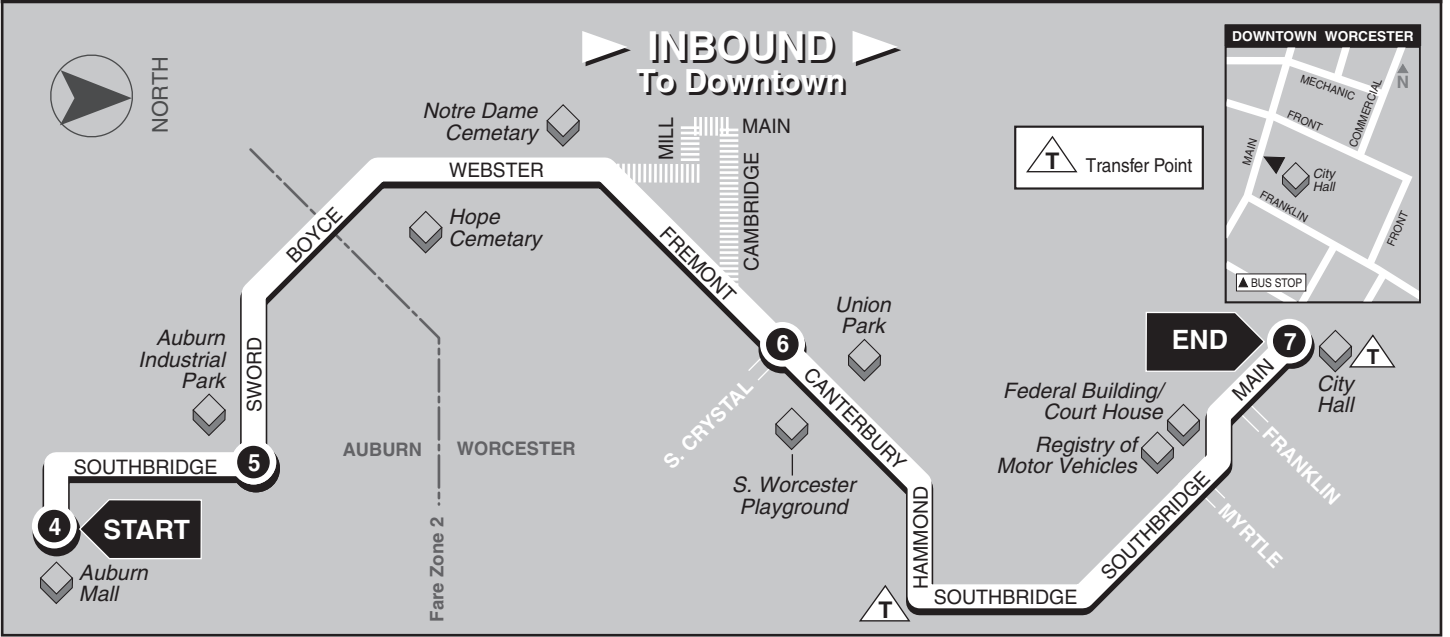 INBOUND
To Downtown
NORTH
Notre Dame
Cemetary
MILL
MAIN
CAMBRIDGE
WEBSTER
Hope
Cemetary
BOYCE
FREMONT
T Transfer Point
DOWNTOWN WORCESTER
N
MECHANIC
COMMERCIAL
FRONT
MAIN
City
Hall
FRANKLIN
FRONT
BUS STOP
Auburn
Industrial
Park
SWORD
AUBURN
WORCESTER
Fare Zone 2
SOUTHBRIDGE
5
4
START
Auburn
Mall
6
Union
Park
S. CRYSTAL
CANTERBURY
S. Worcester
Playground
HAMMOND
T
SOUTHBRIDGE
SOUTHBRIDGE
Federal Building/
Court House
Registry of
Motor Vehicles
MYRTLE
FRANKLIN
MAIN
END
7
City
Hall
T